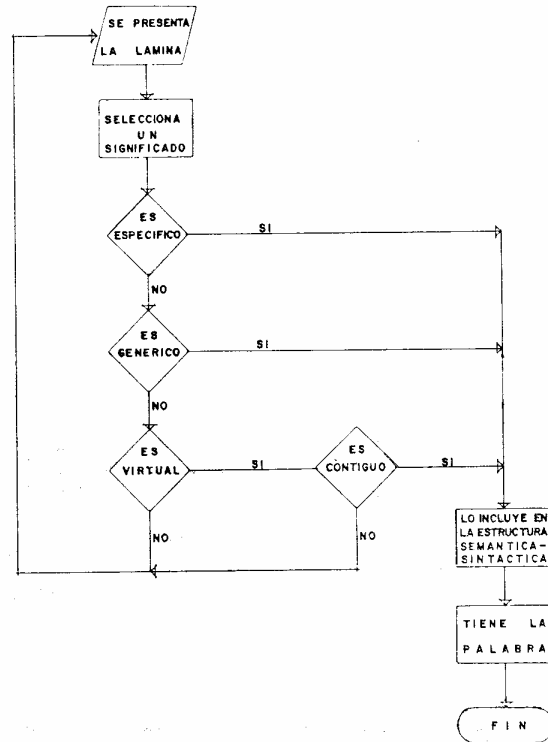 SE PRESENTA
LA LAMINA
SELECCIONA
UN
SIGNIFICADO
ES
ESPECIFICO
SI
NO
ES
GENERICO
SI
NO
ES
VIRTUAL
SI
ES
CONTIGUO
SI
NO
NO
LO INCLUYE EN
LA ESTRUCTURA
SEMANTICA-
SINTACTICA
TIENE LA
PALABRA
FIN